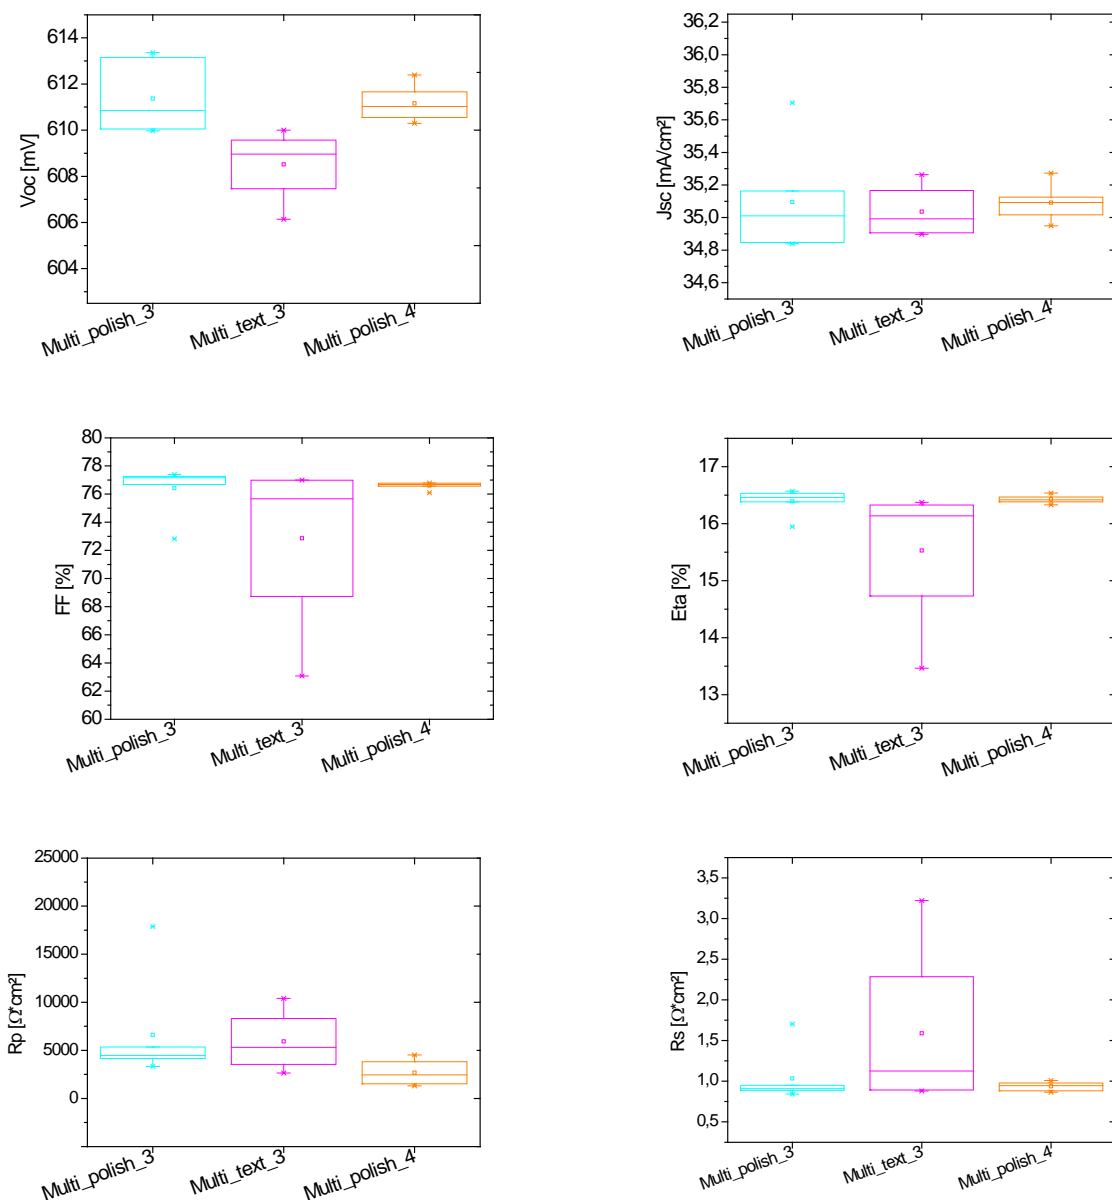 Voc [mV]
614
612
610
608
606
604
Multi_polish_3
Multi_text_3
Multi_polish_4
Jsc [mA/cm²]
36,2
36,0
35,8
35,6
35,4
35,2
35,0
34,8
34,6
Multi_polish_3
Multi_text_3
Multi_polish_4
FF [%]
80
78
76
74
72
70
68
66
64
62
60
Multi_polish_3
Multi_text_3
Multi_polish_4
Eta [%]
17
16
15
14
13
Multi_polish_3
Multi_text_3
Multi_polish_4
Rp [Ω*cm²]
25000
20000
15000
10000
5000
0
Multi_polish_3
Multi_text_3
Multi_polish_4
Rs [Ω*cm²]
3,5
3,0
2,5
2,0
1,5
1,0
0,5
Multi_polish_3
Multi_text_3
Multi_polish_4